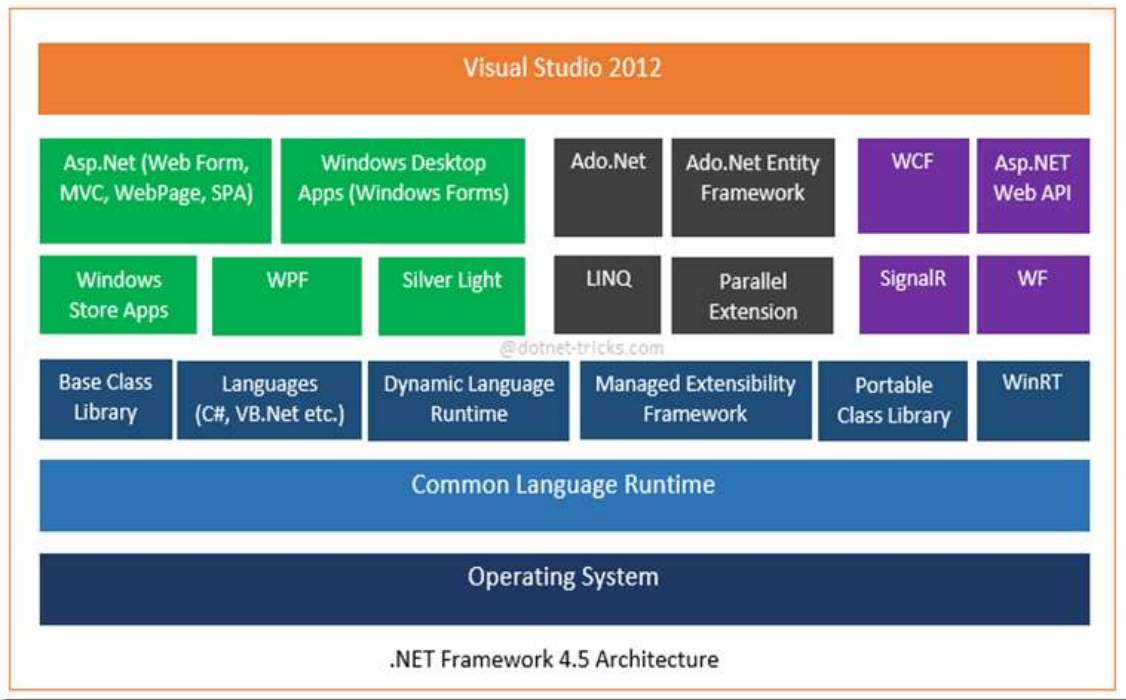 Visual Studio 2012
Asp.Net (Web Form,
MVC, WebPage, SPA)
Windows Desktop
Apps (Windows Forms)
Ado.Net
Ado.Net Entity
Framework
WCF
Asp.NET
Web API
Windows
Store Apps
WPF
Silver Light
LINQ
Parallel
Extension
SignalR
WF
@dotnet-tricks.com
Base Class
Library
Languages
(C#, VB.Net etc.)
Dynamic Language
Runtime
Managed Extensibility
Framework
Portable
Class Library
WinRT
Common Language Runtime
Operating System
.NET Framework 4.5 Architecture